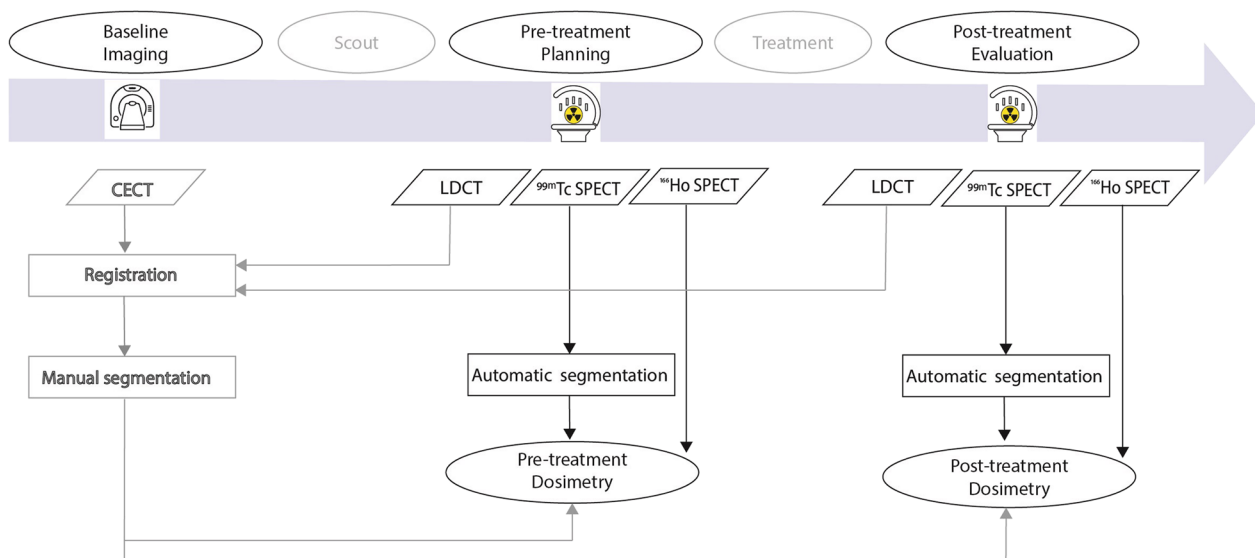 Baseline
Imaging
Scout
Pre-treatment
Planning
Treatment
Post-treatment
Evaluation
CECT
LDCT
⁹⁹ᵐTc SPECT
¹⁶⁶Ho SPECT
LDCT
⁹⁹ᵐTc SPECT
¹⁶⁶Ho SPECT
Registration
Manual segmentation
Automatic segmentation
Automatic segmentation
Pre-treatment
Dosimetry
Post-treatment
Dosimetry